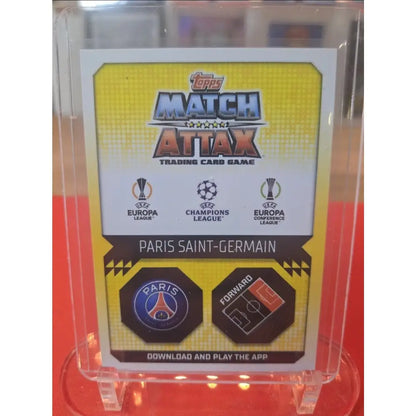 Topps
MATCH
ATTAX
TRADING CARD GAME
UEFA
EUROPA
LEAGUE
UEFA
CHAMPIONS
LEAGUE
UEFA
EUROPA
CONFERENCE
LEAGUE
PARIS SAINT-GERMAIN
PARIS
FORWARD
DOWNLOAD AND PLAY THE APP